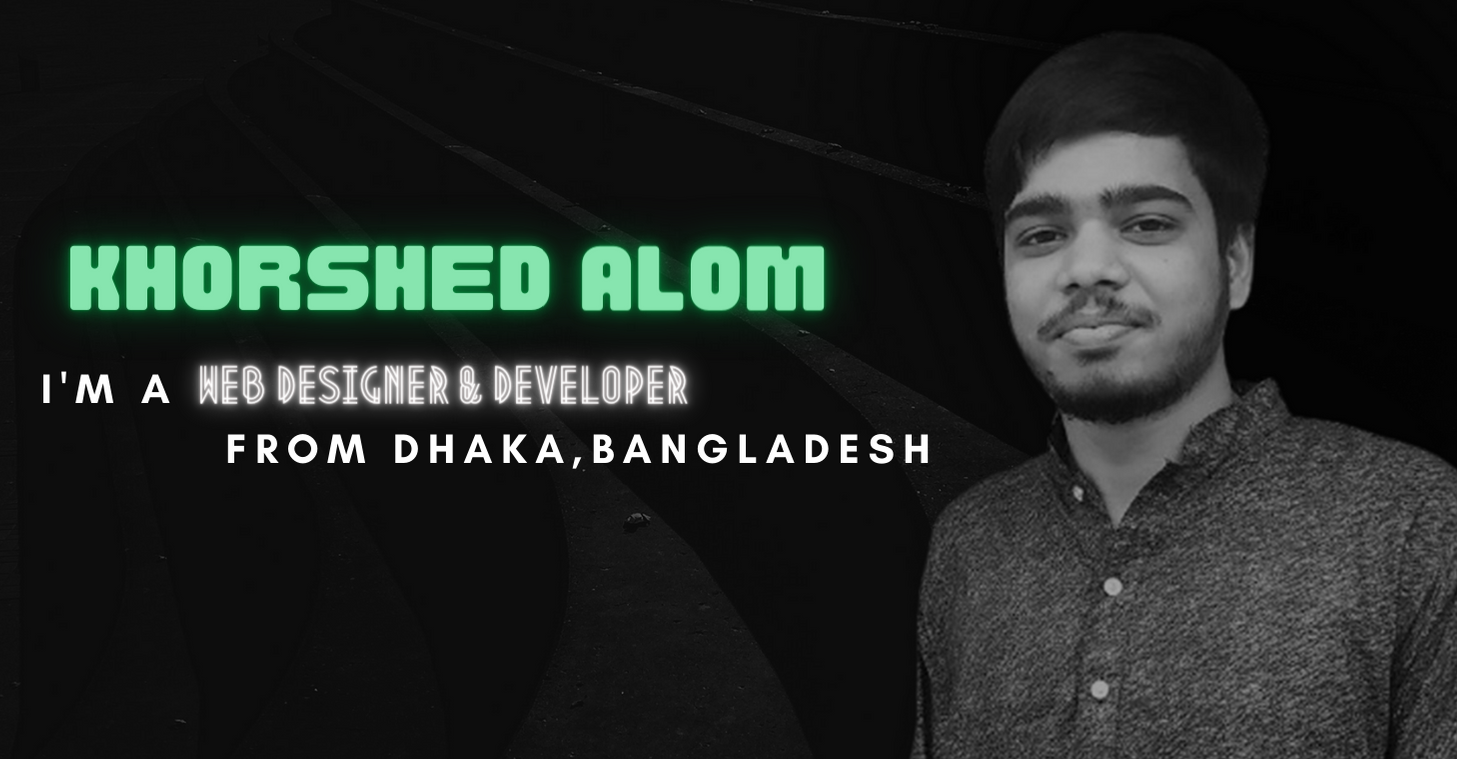 KHORSHED ALOM
I'M A WEB DESIGNER & DEVELOPER
FROM DHAKA,BANGLADESH